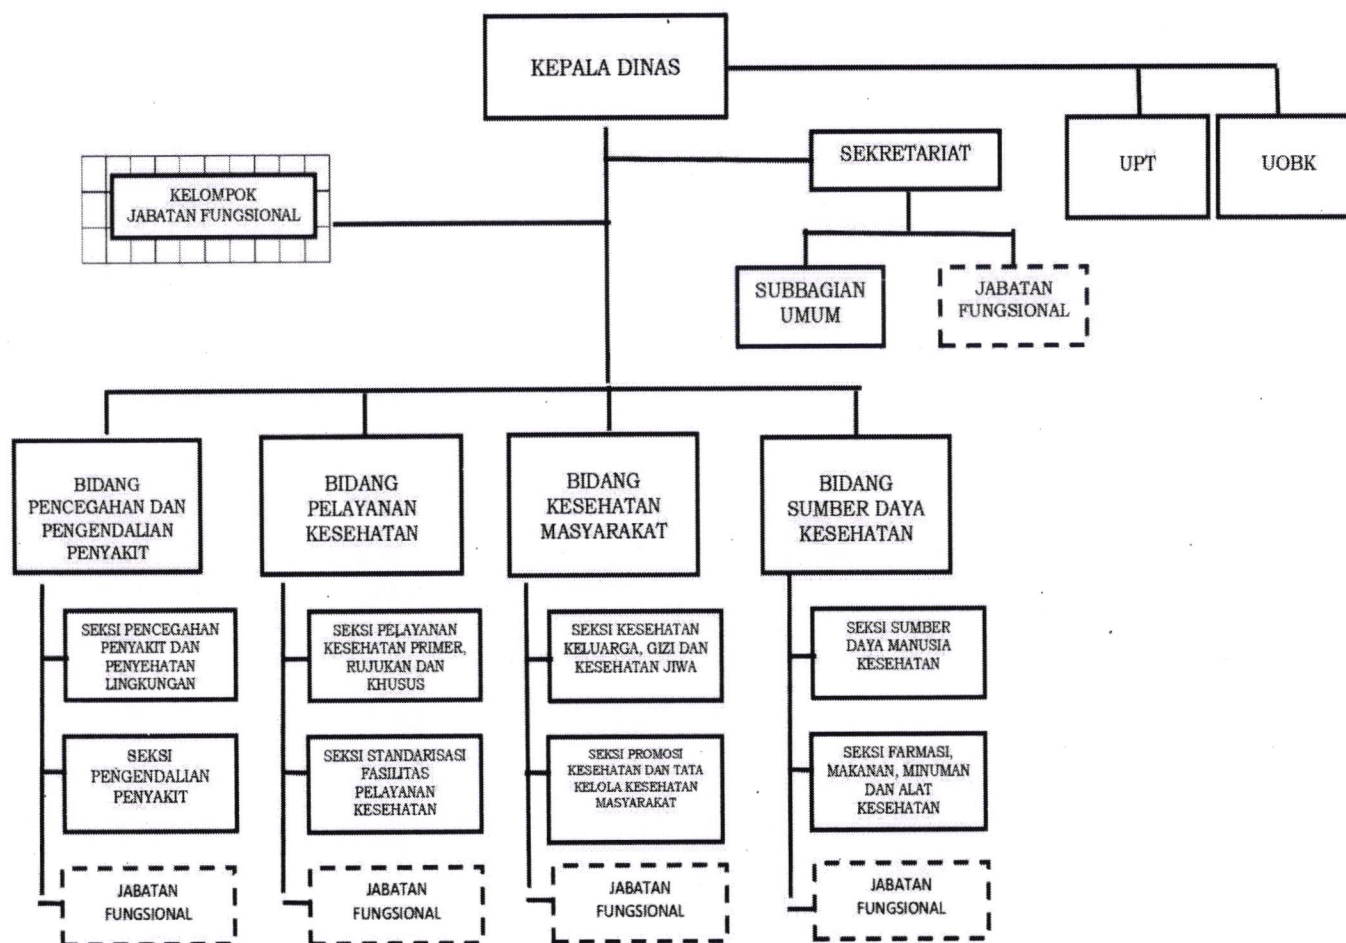 KEPALA DINAS
SEKRETARIAT
UPT
UOBK
KELOMPOK
JABATAN FUNGSIONAL
SUBBAGIAN
UMUM
JABATAN
FUNGSIONAL
BIDANG
PENCEGAHAN DAN
PENGENDALIAN
PENYAKIT
BIDANG
PELAYANAN
KESEHATAN
BIDANG
KESEHATAN
MASYARAKAT
BIDANG
SUMBER DAYA
KESEHATAN
SEKSI PENCEGAHAN
PENYAKIT DAN
PENYEHATAN
LINGKUNGAN
SEKSI PELAYANAN
KESEHATAN PRIMER,
RUJUKAN DAN
KHUSUS
SEKSI KESEHATAN
KELUARGA, GIZI DAN
KESEHATAN JIWA
SEKSI SUMBER
DAYA MANUSIA
KESEHATAN
SEKSI
PENGENDALIAN
PENYAKIT
SEKSI STANDARISASI
FASILITAS
PELAYANAN
KESEHATAN
SEKSI PROMOSI
KESEHATAN DAN TATA
KELOLA KESEHATAN
MASYARAKAT
SEKSI FARMASI,
MAKANAN, MINUMAN
DAN ALAT
KESEHATAN
JABATAN
FUNGSIONAL
JABATAN
FUNGSIONAL
JABATAN
FUNGSIONAL
JABATAN
FUNGSIONAL